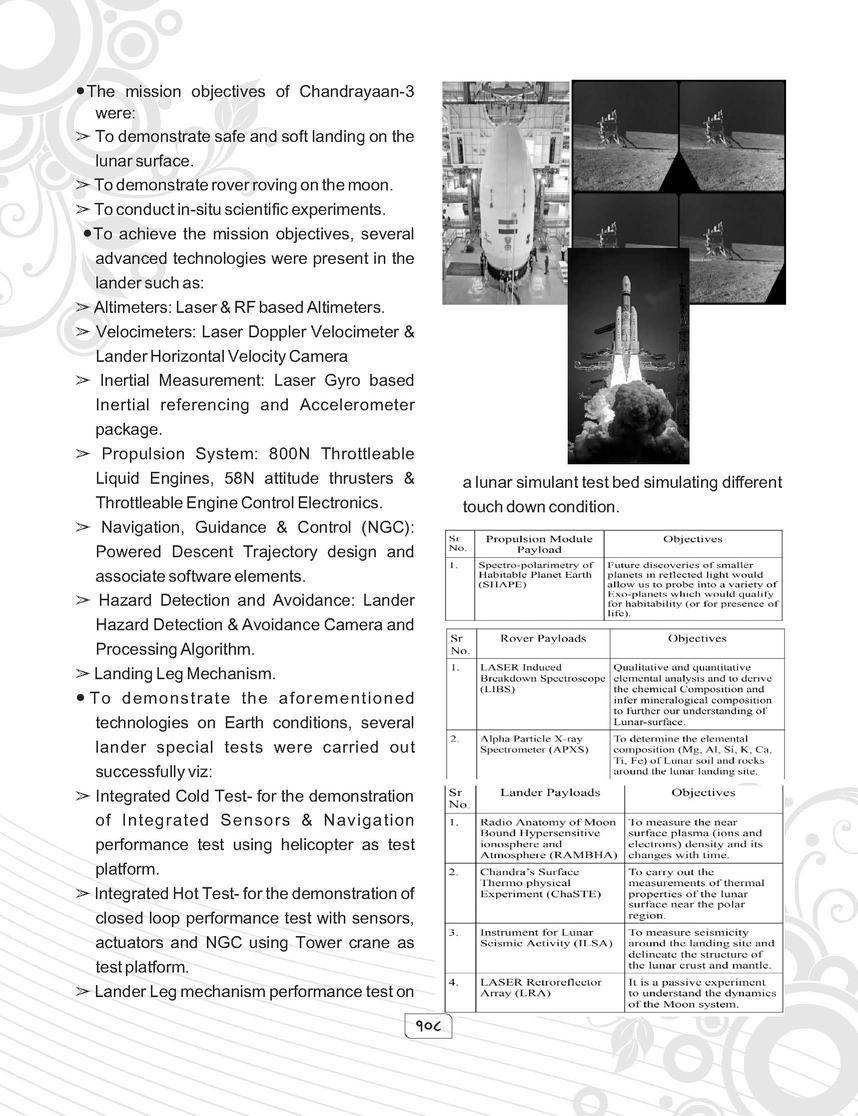 ●The mission objectives of Chandrayaan-3
were:
➢ To demonstrate safe and soft landing on the
lunar surface.
➢ To demonstrate rover roving on the moon.
➢ To conduct in-situ scientific experiments.
●To achieve the mission objectives, several
advanced technologies were present in the
lander such as:
➢ Altimeters: Laser & RF based Altimeters.
➢ Velocimeters: Laser Doppler Velocimeter &
Lander Horizontal Velocity Camera
➢ Inertial Measurement: Laser Gyro based
Inertial referencing and Accelerometer
package.
➢ Propulsion System: 800N Throttleable
Liquid Engines, 58N attitude thrusters &
Throttleable Engine Control Electronics.
➢ Navigation, Guidance & Control (NGC):
Powered Descent Trajectory design and
associate software elements.
➢ Hazard Detection and Avoidance: Lander
Hazard Detection & Avoidance Camera and
Processing Algorithm.
➢ Landing Leg Mechanism.
● To demonstrate the aforementioned
technologies on Earth conditions, several
lander special tests were carried out
successfully viz:
➢ Integrated Cold Test- for the demonstration
of Integrated Sensors & Navigation
performance test using helicopter as test
platform.
➢ Integrated Hot Test- for the demonstration of
closed loop performance test with sensors,
actuators and NGC using Tower crane as
test platform.
➢ Lander Leg mechanism performance test on
a lunar simulant test bed simulating different
touch down condition.
Sr No. Propulsion Module Payload Objectives
1. Spectro-polarimetry of Habitable Planet Earth (SHAPE)
Future discoveries of smaller
planets in reflected light would
allow us to probe into a variety of
Exo-planets which would qualify
for habitability (or for presence of
life).
Sr No. Rover Payloads Objectives
1. LASER Induced Breakdown Spectroscope (LIBS)
Qualitative and quantitative
elemental analysis and to derive
the chemical Composition and
infer mineralogical composition
to further our understanding of
Lunar-surface.
2. Alpha Particle X-ray Spectrometer (APXS)
To determine the elemental
composition (Mg, Al, Si, K, Ca,
Ti, Fe) of Lunar soil and rocks
around the lunar landing site.
Sr No. Lander Payloads Objectives
1. Radio Anatomy of Moon Bound Hypersensitive ionosphere and Atmosphere (RAMBHA)
To measure the near
surface plasma (ions and
electrons) density and its
changes with time.
2. Chandra's Surface Thermo physical Experiment (ChaSTE)
To carry out the
measurements of thermal
properties of the lunar
surface near the polar
region.
3. Instrument for Lunar Seismic Activity (ILSA)
To measure seismicity
around the landing site and
delineate the structure of
the lunar crust and mantle.
4. LASER Retroreflector Array (LRA)
It is a passive experiment
to understand the dynamics
of the Moon system.
१०८